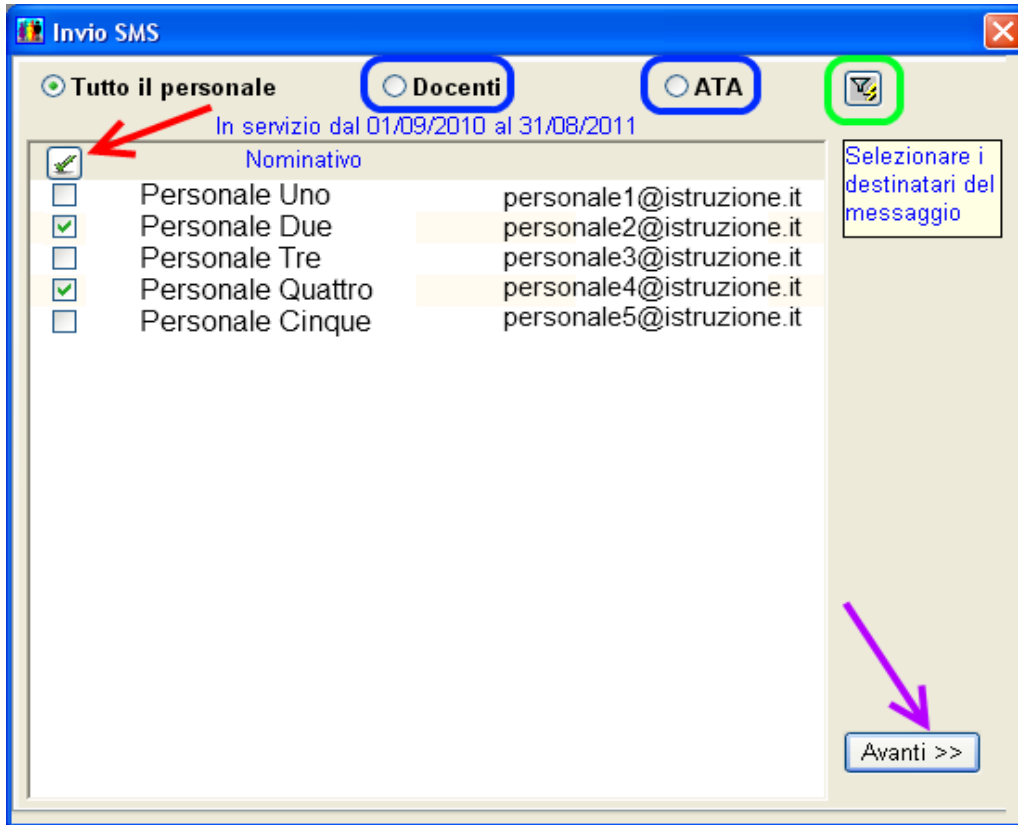 Invio SMS
Tutto il personale Docenti ATA
In servizio dal 01/09/2010 al 31/08/2011
Nominativo
Personale Uno personale1@istruzione.it
Personale Due personale2@istruzione.it
Personale Tre personale3@istruzione.it
Personale Quattro personale4@istruzione.it
Personale Cinque personale5@istruzione.it
Selezionare i
destinatari del
messaggio
Avanti >>